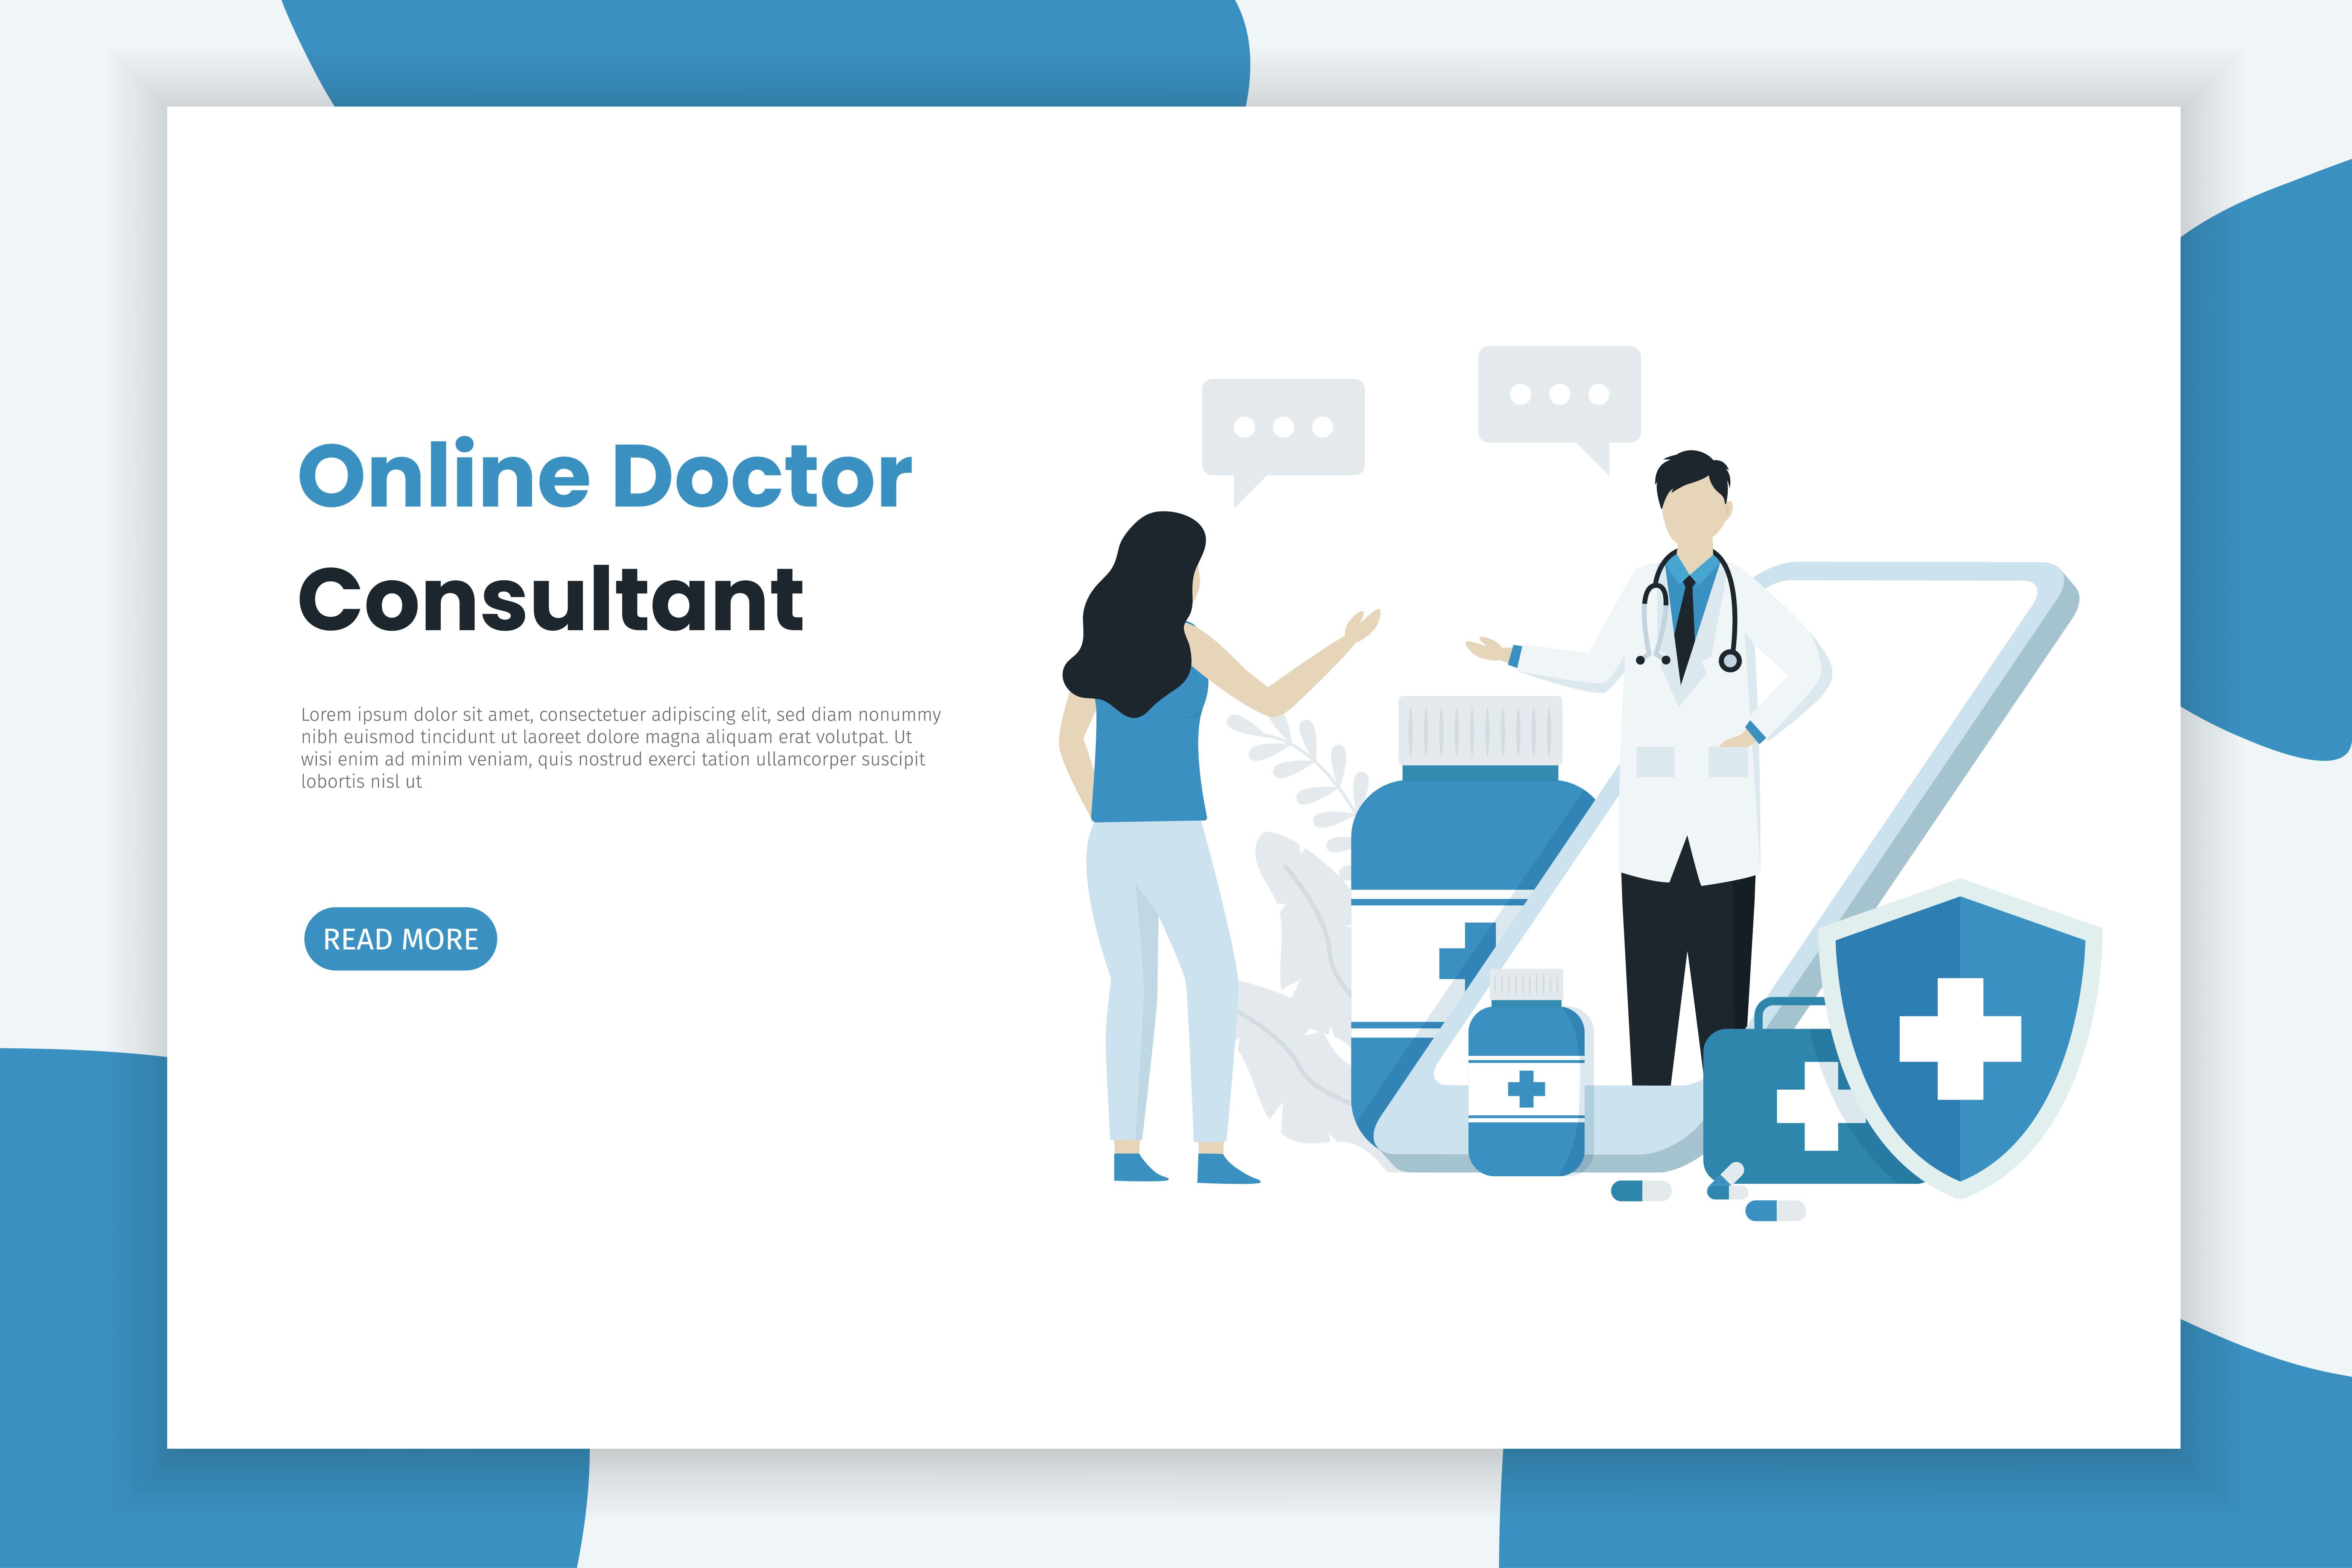 Online Doctor
Consultant
Lorem ipsum dolor sit amet, consectetuer adipiscing elit, sed diam nonummy
nibh euismod tincidunt ut laoreet dolore magna aliquam erat volutpat. Ut
wisi enim ad minim veniam, quis nostrud exerci tation ullamcorper suscipit
lobortis nisl ut
READ MORE